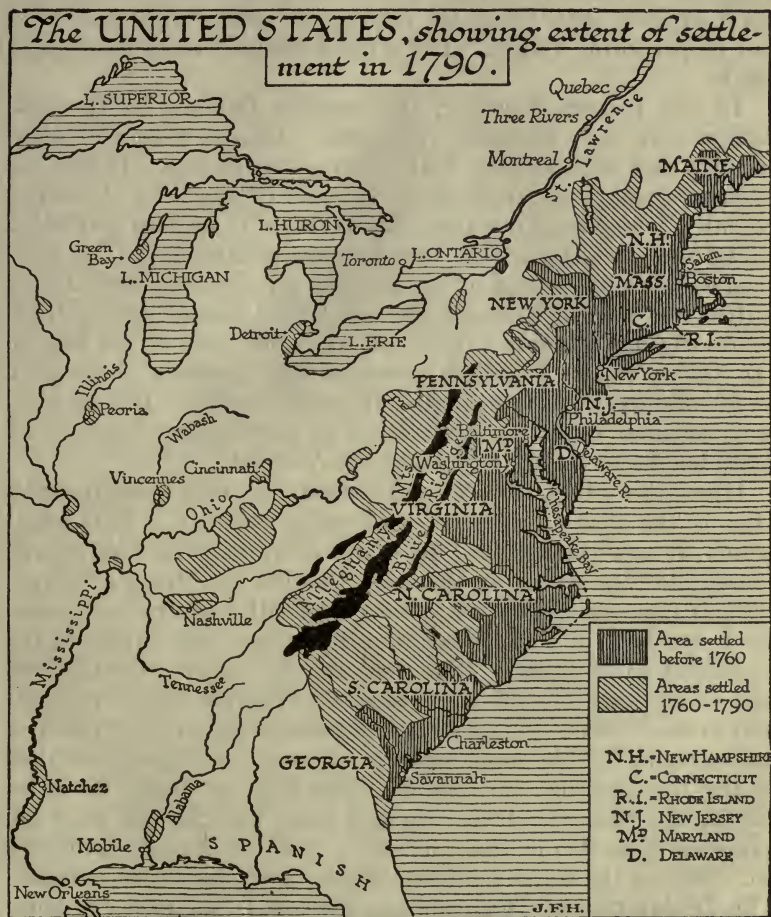 The UNITED STATES, showing extent of settle-
ment in 1790.
L. SUPERIOR
Quebec
Three Rivers
Montreal
St. Lawrence
MAINE
L. HURON
Green
Bay
L. MICHIGAN
Toronto
L. ONTARIO
N.H.
Salem
MASS.
Boston
NEW YORK
C.
R.I.
Detroit
L. ERIE
New York
PENNSYLVANIA
N.J.
Philadelphia
Illinois
Peoria
Wabash
Baltimore
MD
Washington
D.
Delaware R.
Cincinnati
Vincennes
Ohio
VIRGINIA
Chesapeake Bay
Alleghany Mts
Blue Ridge
N. CAROLINA
Nashville
Mississippi
Tennessee
S. CAROLINA
Charleston
GEORGIA
Savannah
Natchez
Alabama
Mobile
SPANISH
New Orleans
Area settled
before 1760
Areas settled
1760-1790
N.H.=NEW HAMPSHIRE
C.=CONNECTICUT
R.I.=RHODE ISLAND
N.J. NEW JERSEY
MD MARYLAND
D. DELAWARE
J.F.H.